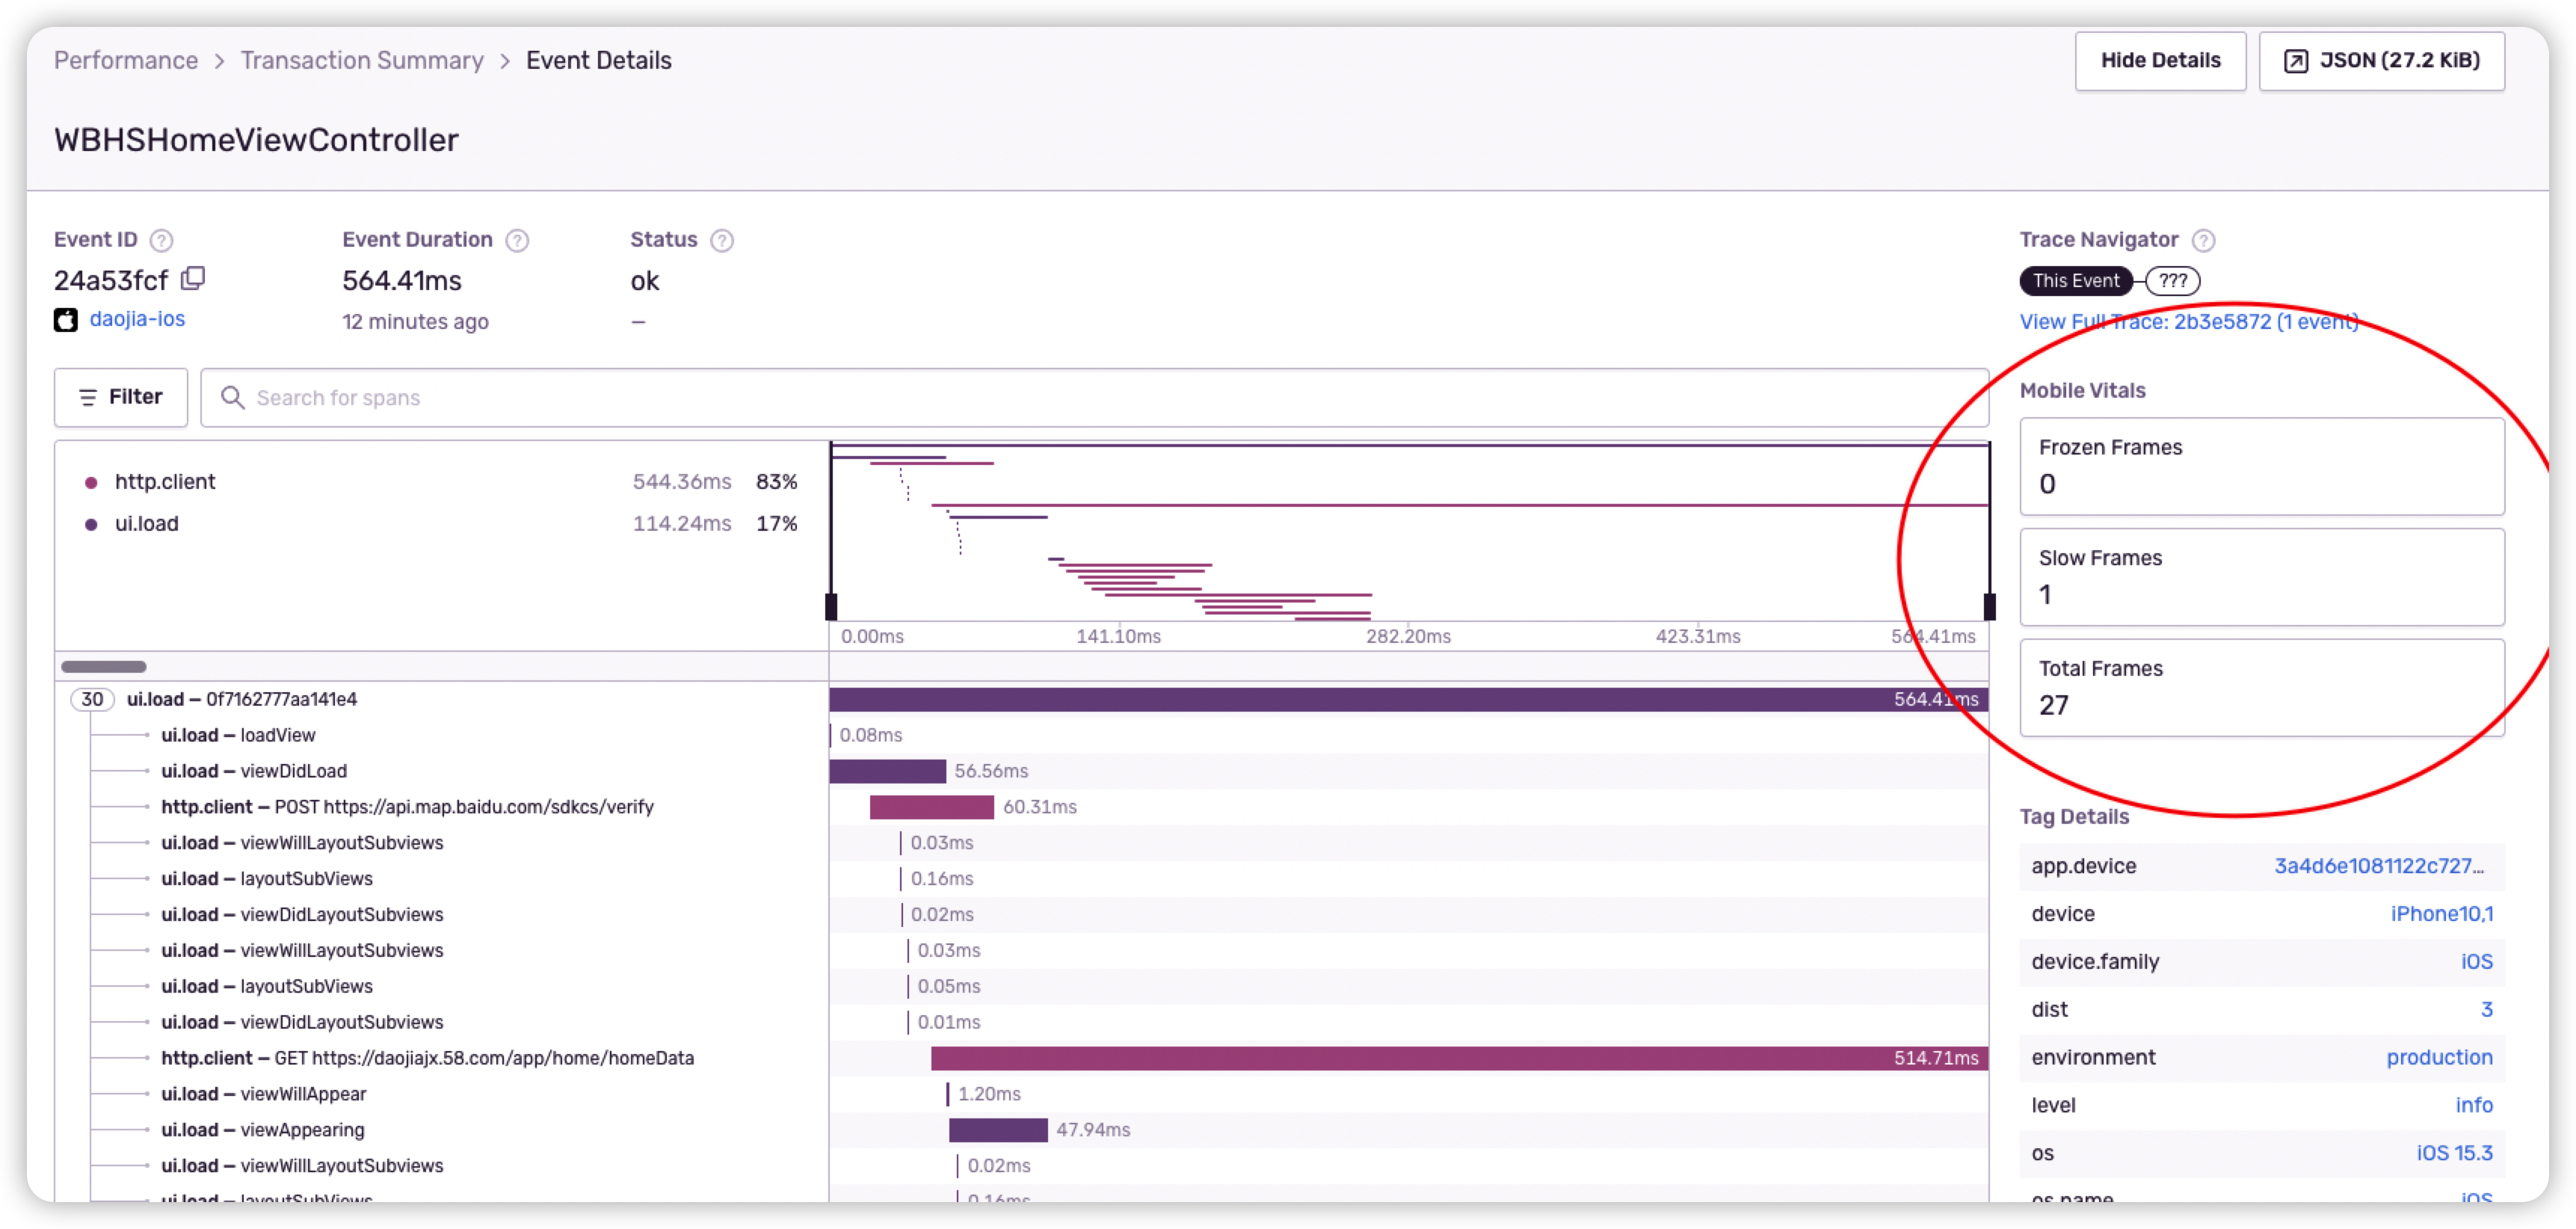 Performance > Transaction Summary > Event Details
Hide Details
JSON (27.2 KiB)
WBHSHomeViewController
Event ID ?
24a53fcf
daojia-ios
Event Duration ?
564.41ms
12 minutes ago
Status ?
ok
–
Trace Navigator ?
This Event ???
View Full Trace: 2b3e5872 (1 event)
Filter
Search for spans
http.client 544.36ms 83%
ui.load 114.24ms 17%
0.00ms 141.10ms 282.20ms 423.31ms 564.41ms
30 ui.load – 0f7162777aa141e4 564.41ms
ui.load – loadView 0.08ms
ui.load – viewDidLoad 56.56ms
http.client – POST https://api.map.baidu.com/sdkcs/verify 60.31ms
ui.load – viewWillLayoutSubviews 0.03ms
ui.load – layoutSubViews 0.16ms
ui.load – viewDidLayoutSubviews 0.02ms
ui.load – viewWillLayoutSubviews 0.03ms
ui.load – layoutSubViews 0.05ms
ui.load – viewDidLayoutSubviews 0.01ms
http.client – GET https://daojiajx.58.com/app/home/homeData 514.71ms
ui.load – viewWillAppear 1.20ms
ui.load – viewAppearing 47.94ms
ui.load – viewWillLayoutSubviews 0.02ms
ui.load – layoutSubViews 0.16ms
Mobile Vitals
Frozen Frames
0
Slow Frames
1
Total Frames
27
Tag Details
app.device 3a4d6e1081122c727...
device iPhone10,1
device.family iOS
dist 3
environment production
level info
os iOS 15.3
os.name iOS